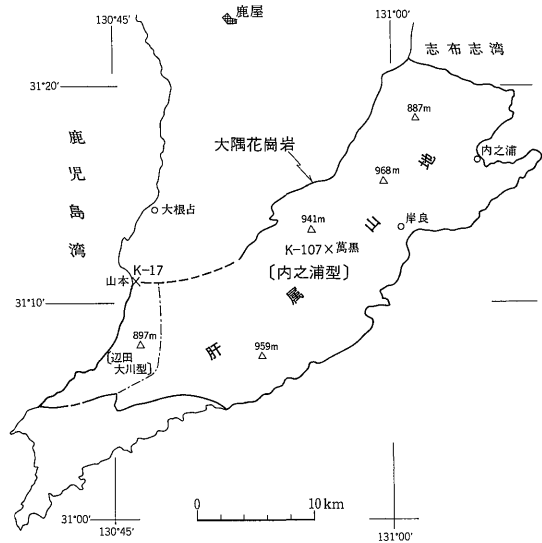 130°45'
鹿屋
131°00'
志布志湾
31°20'
887m
鹿児島湾
大隅花崗岩
内之浦
968m
肝属山地
大根占
941m
岸良
K-107×萬黒
K-17
〔内之浦型〕
山本
31°10'
897m
959m
〔辺田
大川型〕
0 10km
31°00'
130°45'
131°00'